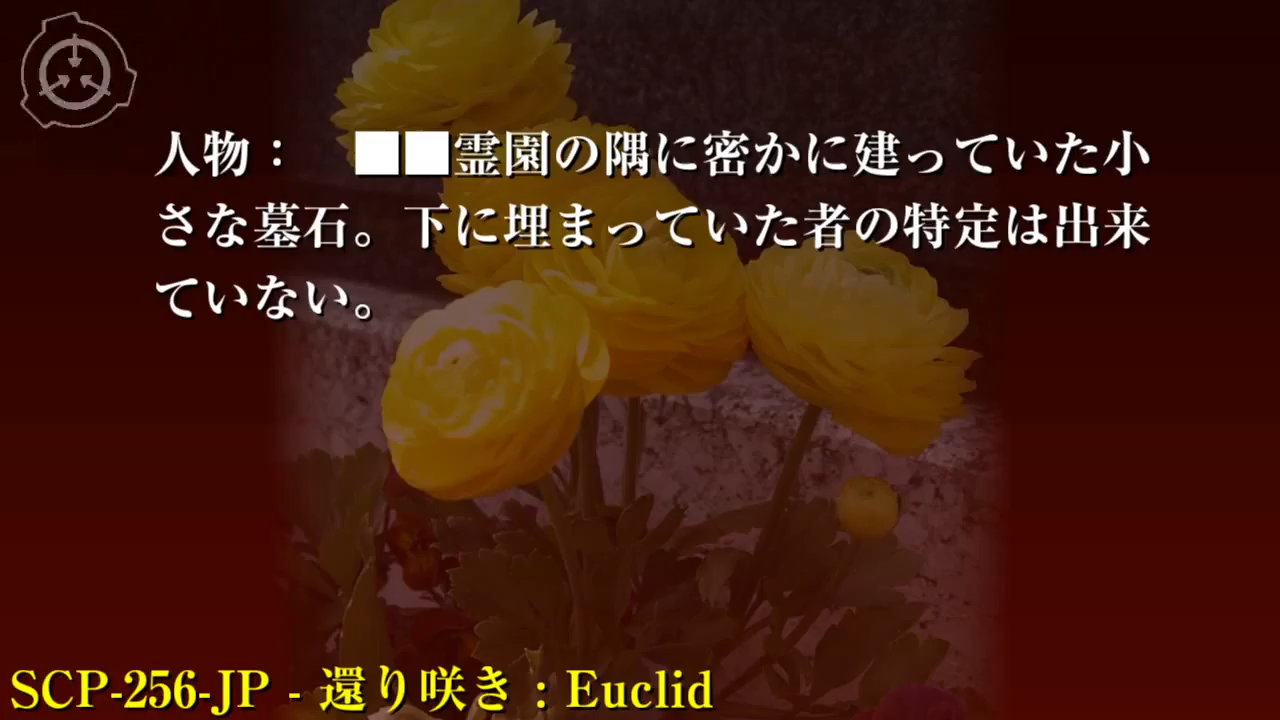 人物：　██霊園の隅に密かに建っていた小
さな墓石。下に埋まっていた者の特定は出来
ていない。
SCP-256-JP - 還り咲き : Euclid